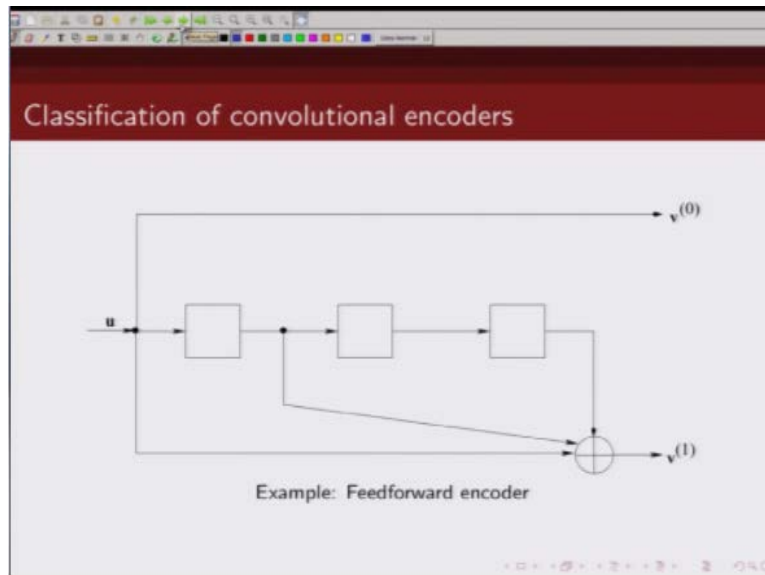 Classification of convolutional encoders
v(0)
u
v(1)
Example: Feedforward encoder